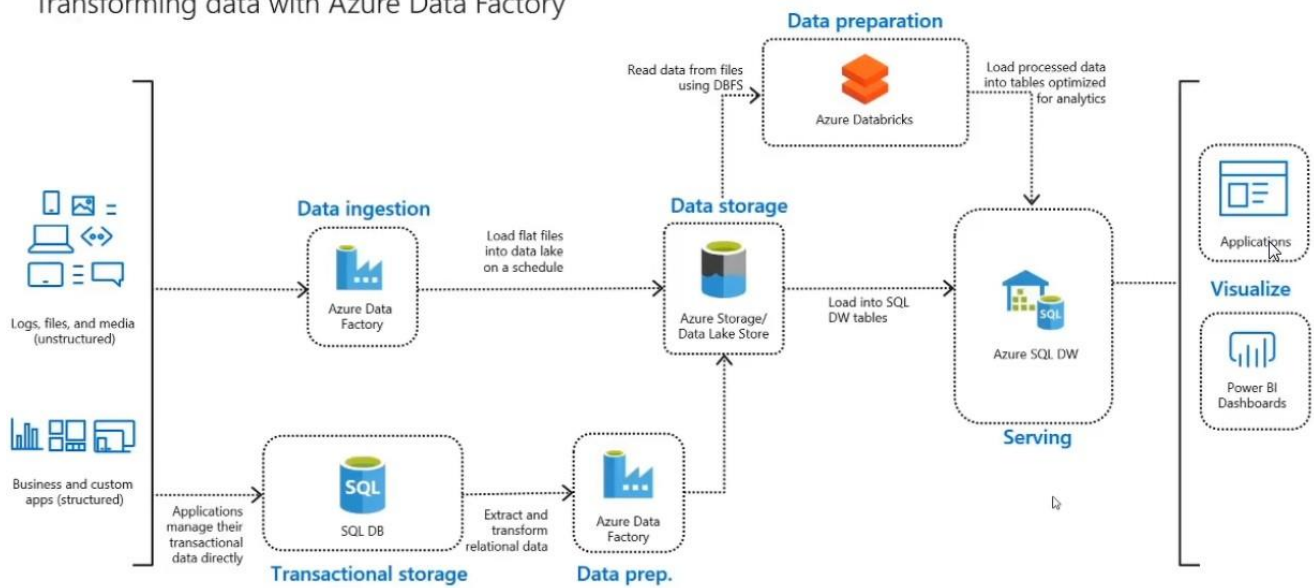 Transforming data with Azure Data Factory
Data preparation
Read data from files
using DBFS
Azure Databricks
Load processed data
into tables optimized
for analytics
Logs, files, and media
(unstructured)
Data ingestion
Azure Data
Factory
Load flat files
into data lake
on a schedule
Data storage
Azure Storage/
Data Lake Store
Load into SQL
DW tables
SQL
Azure SQL DW
Serving
Applications
Visualize
Power BI
Dashboards
Business and custom
apps (structured)
Applications
manage their
transactional
data directly
SQL
SQL DB
Transactional storage
Extract and
transform
relational data
Azure Data
Factory
Data prep.